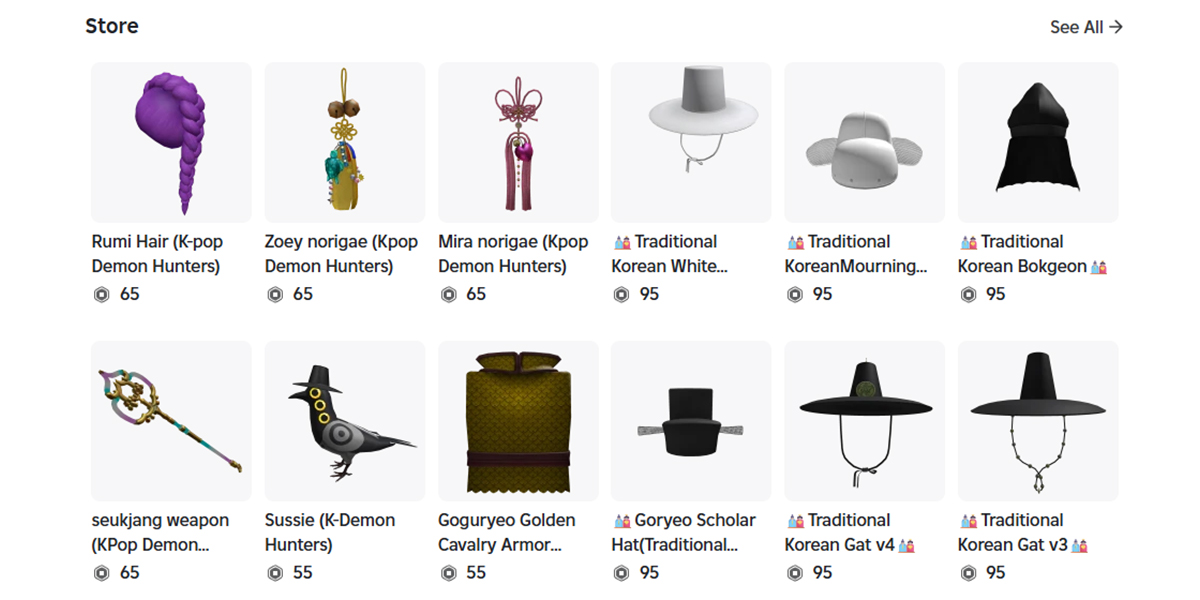 Store
See All →
Rumi Hair (K-pop
Demon Hunters)
65
Zoey norigae (Kpop
Demon Hunters)
65
Mira norigae (Kpop
Demon Hunters)
65
Traditional
Korean White...
95
Traditional
KoreanMourning...
95
Traditional
Korean Bokgeon
95
seukjang weapon
(KPop Demon...
65
Sussie (K-Demon
Hunters)
55
Goguryeo Golden
Cavalry Armor...
55
Goryeo Scholar
Hat(Traditional...
95
Traditional
Korean Gat v4
95
Traditional
Korean Gat v3
95